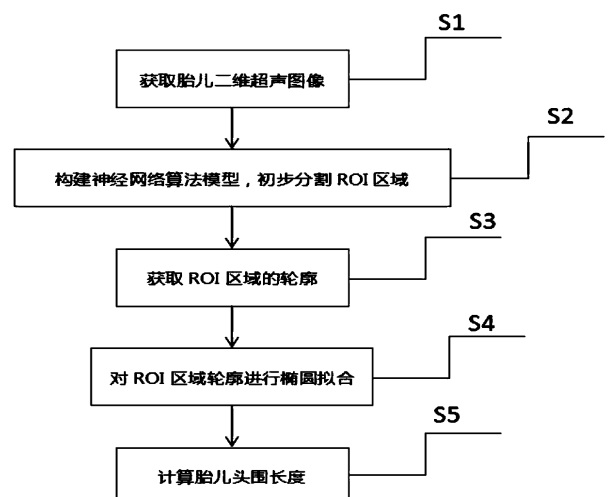 S1
获取胎儿二维超声图像
S2
构建神经网络算法模型，初步分割 ROI 区域
S3
获取 ROI 区域的轮廓
S4
对 ROI 区域轮廓进行椭圆拟合
S5
计算胎儿头围长度